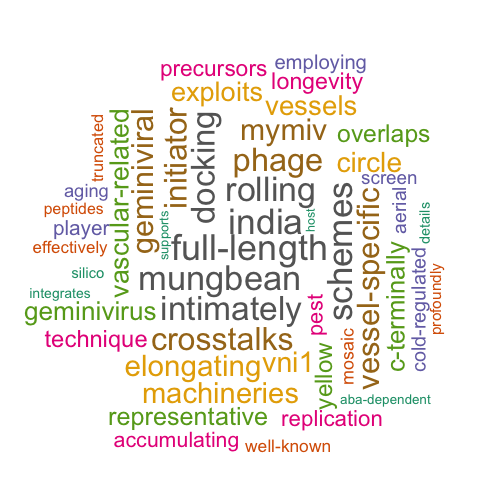 employing
precursors
longevity
exploits
vessels
truncated
vascular-related
geminiviral
initiator
docking
mymiv
overlaps
phage
circle
screen
aging
rolling
aerial
peptides
player
supports
india
host
schemes
vessel-specific
details
effectively
full-length
c-terminally
cold-regulated
profoundly
silico
mungbean
integrates
geminivirus
intimately
pest
technique
crosstalks
yellow
mosaic
elongating
vni1
machineries
aba-dependent
representative
replication
accumulating
well-known